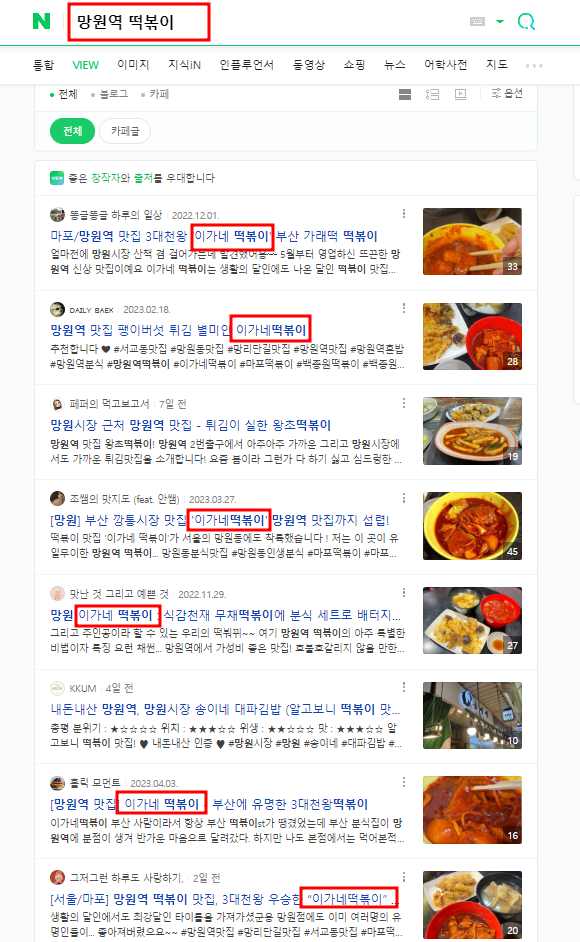 N 망원역 떡볶이
통합 VIEW 이미지 지식iN 인플루언서 동영상 쇼핑 뉴스 어학사전 지도
전체 블로그 카페 옵션
전체 카페글
VIEW 좋은 창작자와 출처를 우대합니다
똥글똥글 하루의 일상 2022.12.01.
마포/망원역 맛집 3대천왕 '이가네 떡볶이' 부산 가래떡 떡볶이
얼마전에 망원시장 산책 겸 걸어가는데 발견했어용~~ 5월부터 영업하신 뜨끈한 망
원역 신상 맛집이예요 이가네 떡볶이는 생활의 달인에도 나온 달인 떡볶이 맛집...
33
DAILY BAEK 2023.02.18.
망원역 맛집 팽이버섯 튀김 별미인 이가네떡볶이
추천합니다 ♥ #서교동맛집 #망원동맛집 #망리단길맛집 #망원역맛집 #망원역혼밥
#망원역분식 #망원역떡볶이 #이가네떡볶이 #마포떡볶이 #백종원떡볶이 #백종원...
28
페퍼의 먹고보고서 7일 전
망원시장 근처 망원역 맛집 - 튀김이 실한 왕초떡볶이
망원역 맛집 왕초떡볶이! 망원역 2번출구에서 아주아주 가까운 그리고 망원시장에
서도 가까운 튀김맛집을 소개합니다! 요즘 봄이라 그런가 다 하기 싫고 심드렁한 ...
19
조쌤의 맛지도 (feat. 안쌤) 2023.03.27.
[망원] 부산 깡통시장 맛집 '이가네떡볶이' 망원역 맛집까지 섭렵!
떡볶이 맛집 '이가네 떡볶이'가 서울의 망원동에도 착륙했습니다 ! 저는 이 곳이 유
일무이한 망원역 떡볶이... 망원동분식맛집 #망원동인생분식 #마포떡볶이 #마포...
45
맛난 것 그리고 예쁜 것 2022.11.29.
망원 이가네 떡볶이 : 식감천재 무채떡볶이에 분식 세트로 배터지...
그리고 주인공이라 할 수 있는 우리의 떡볶뀌~~ 여기 망원역 떡볶이의 아주 특별한
비법이자 특징 요런 채썬... 망원역에서 가성비 좋은 맛집! 호불호갈리지 않을 만한...
27
KKUM 4일 전
내돈내산 망원역, 망원시장 송이네 대파김밥 (알고보니 떡볶이 맛...
총평 분위기 : ★☆☆☆☆ 위치 : ★★★☆☆ 위생 : ★★☆☆☆ 맛 : ★★★☆☆ 알
고보니 떡볶이 맛집! ♥ 내돈내산 인증 ♥ #망원시장 #망원 #송이네 #대파김밥 #...
10
홀릭 모먼트 2023.04.03.
[망원역 맛집] 이가네 떡볶이 - 부산에 유명한 3대천왕떡볶이
이가네떡볶이 부산 사람이라서 항상 부산 떡볶이st가 땡겼었는데 부산 분식집이 망
원역에 분점이 생겨 반가운 마음으로 달려갔다. 하지만 나도 본점에서는 먹어본적...
16
그저그런 하루도 사랑하기. 2일 전
[서울/마포] 망원역 떡볶이 맛집, 3대천왕 우승한 "이가네떡볶이" ...
생활의 달인에서도 최강달인 타이틀을 가져가셨군용 망원점에도 이미 여러명의 유
명인들이... 좋아져버렸으요~~ #망원역맛집 #망리단길맛집 #서교동맛집 #마포떡...
20